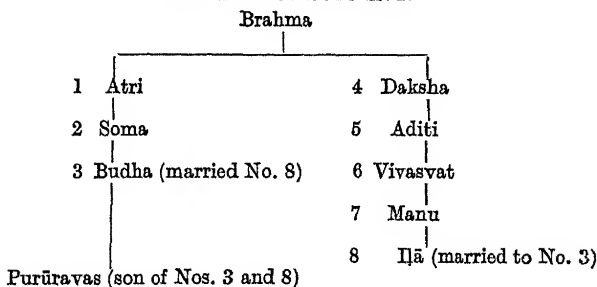 Brahma
1 Atri 4 Daksha
2 Soma 5 Aditi
3 Budha (married No. 8) 6 Vivasvat
7 Manu
8 Iḷā (married to No. 3)
Purūravas (son of Nos. 3 and 8)